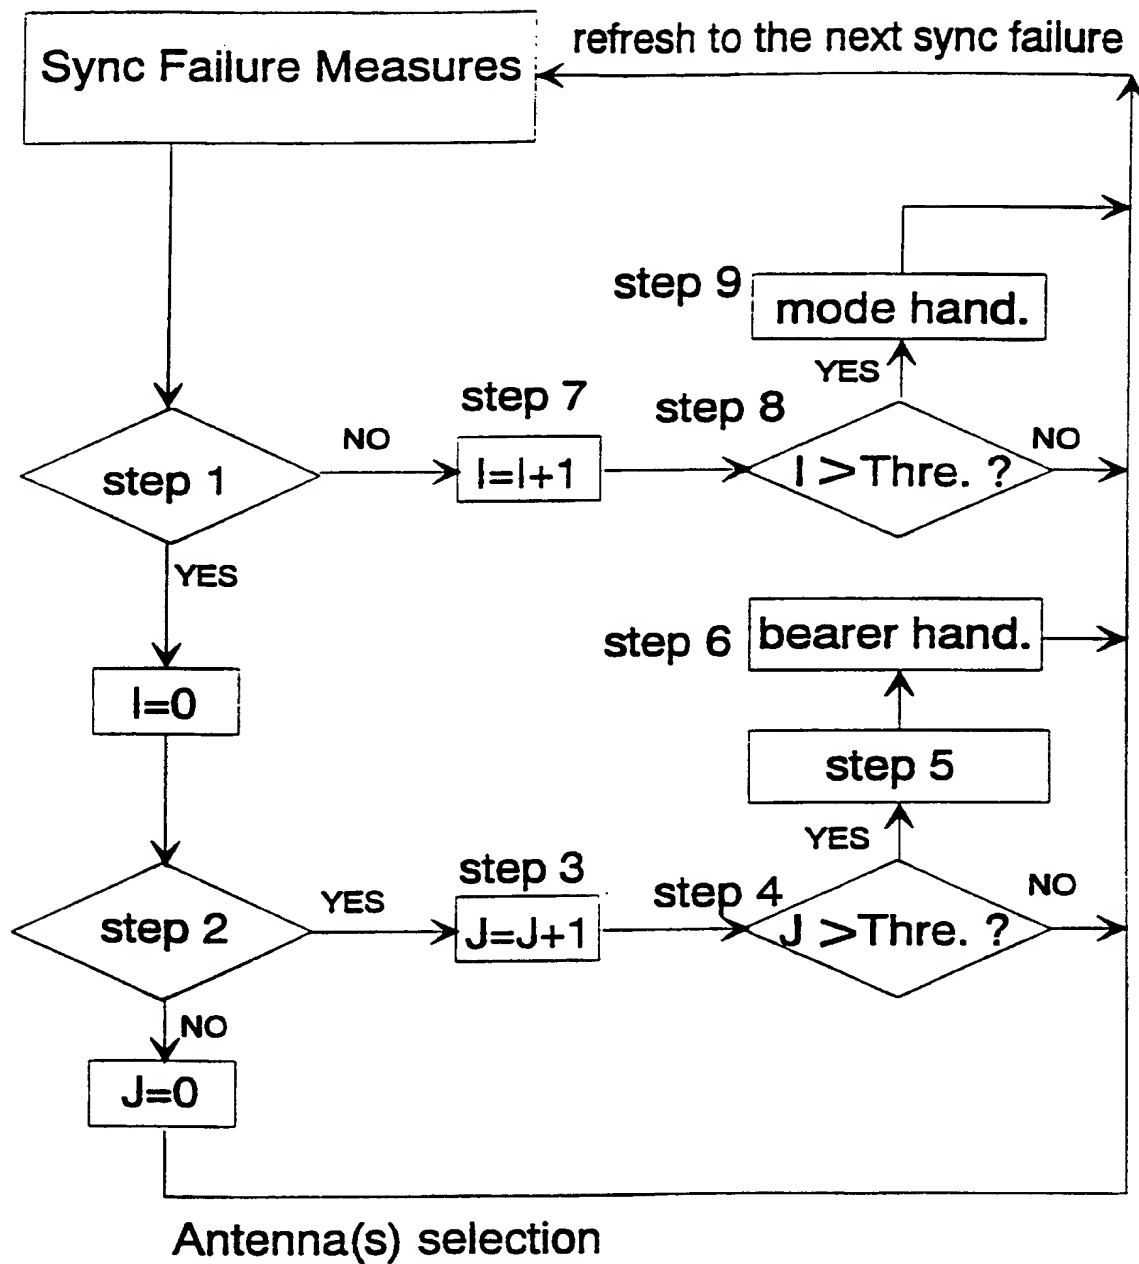 refresh to the next sync failure
Sync Failure Measures
step 9
mode hand.
YES
step 7
step 8
NO
NO
step 1
I=I+1
I >Thre. ?
YES
step 6
bearer hand.
I=0
step 5
YES
step 3
step 4
YES
NO
step 2
J=J+1
J >Thre. ?
NO
J=0
Antenna(s) selection